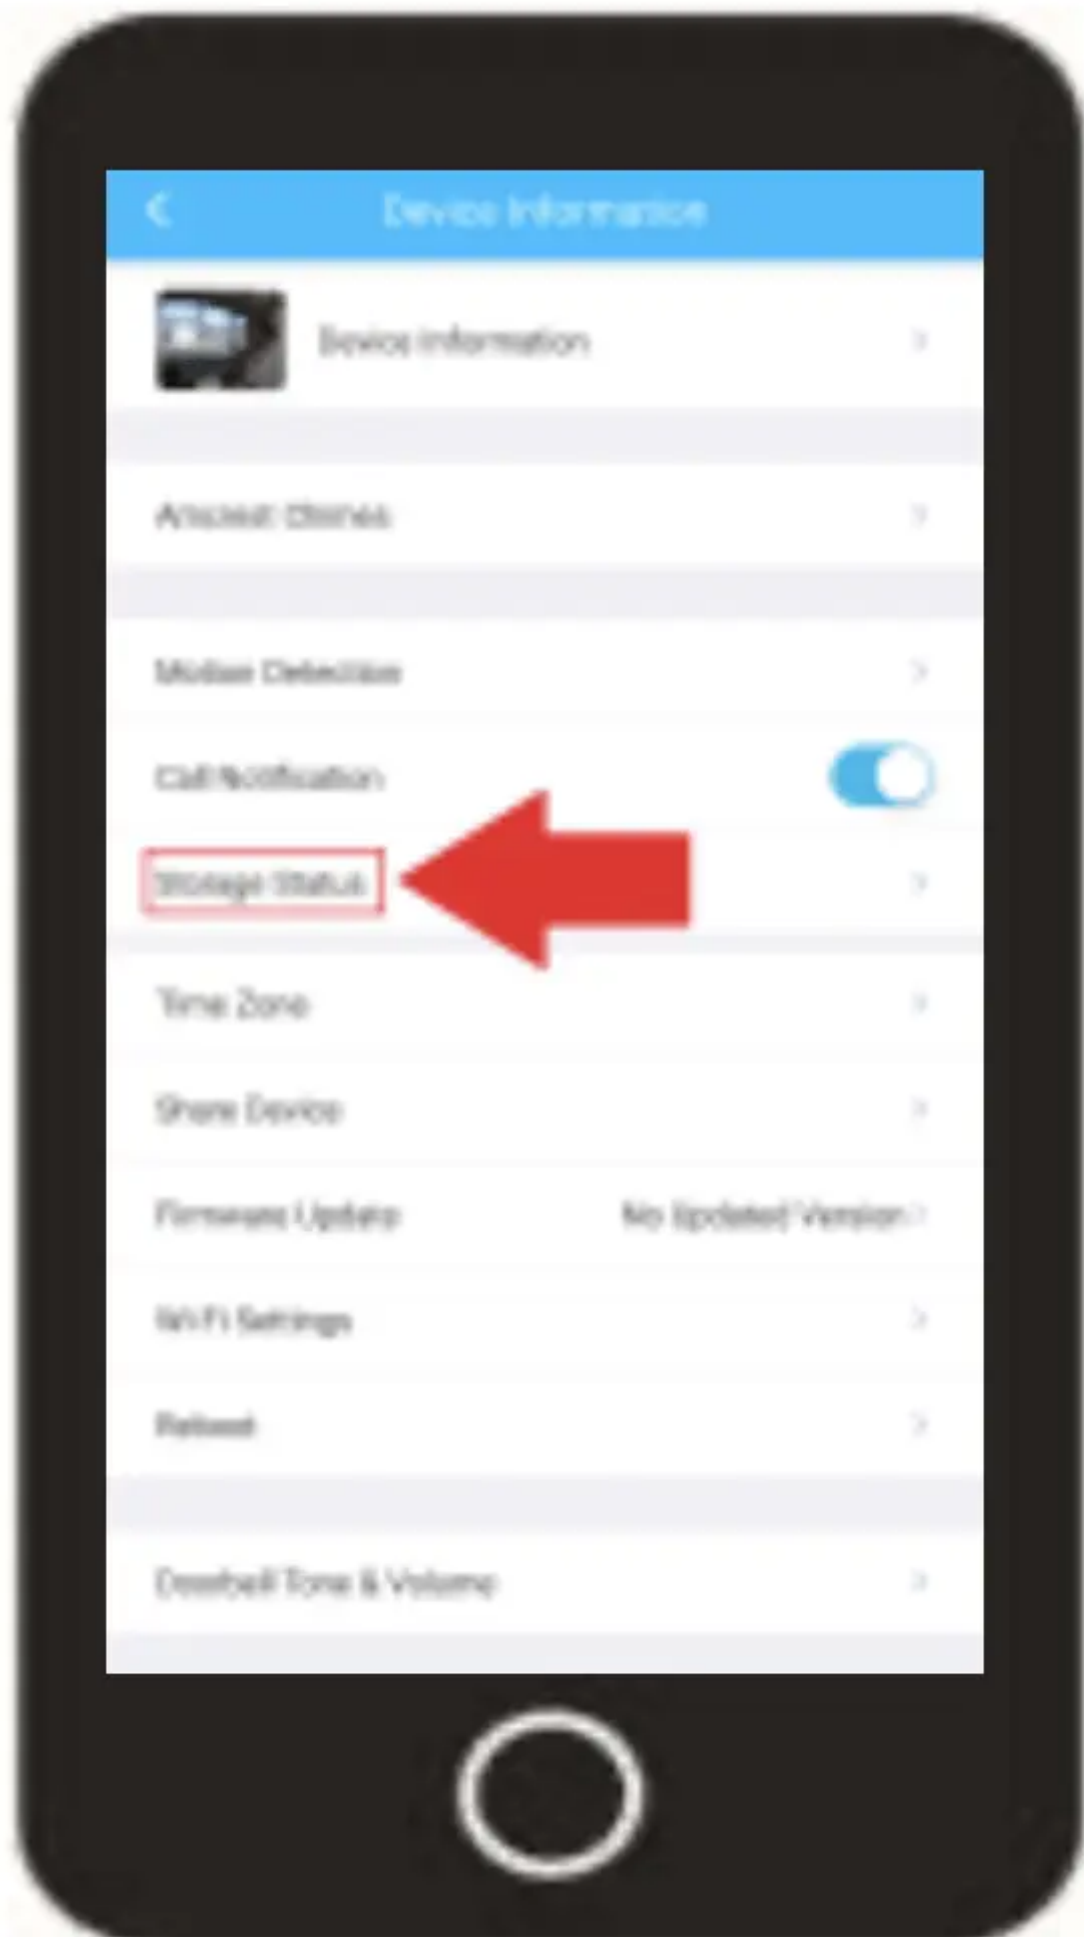 Device Information
Device Information
Motion Detection
Call Notification
Storage Status
Time Zone
Share Device
Firmware Update No Updated Version
Wi-Fi Settings
Reboot
Doorbell Tone & Volume